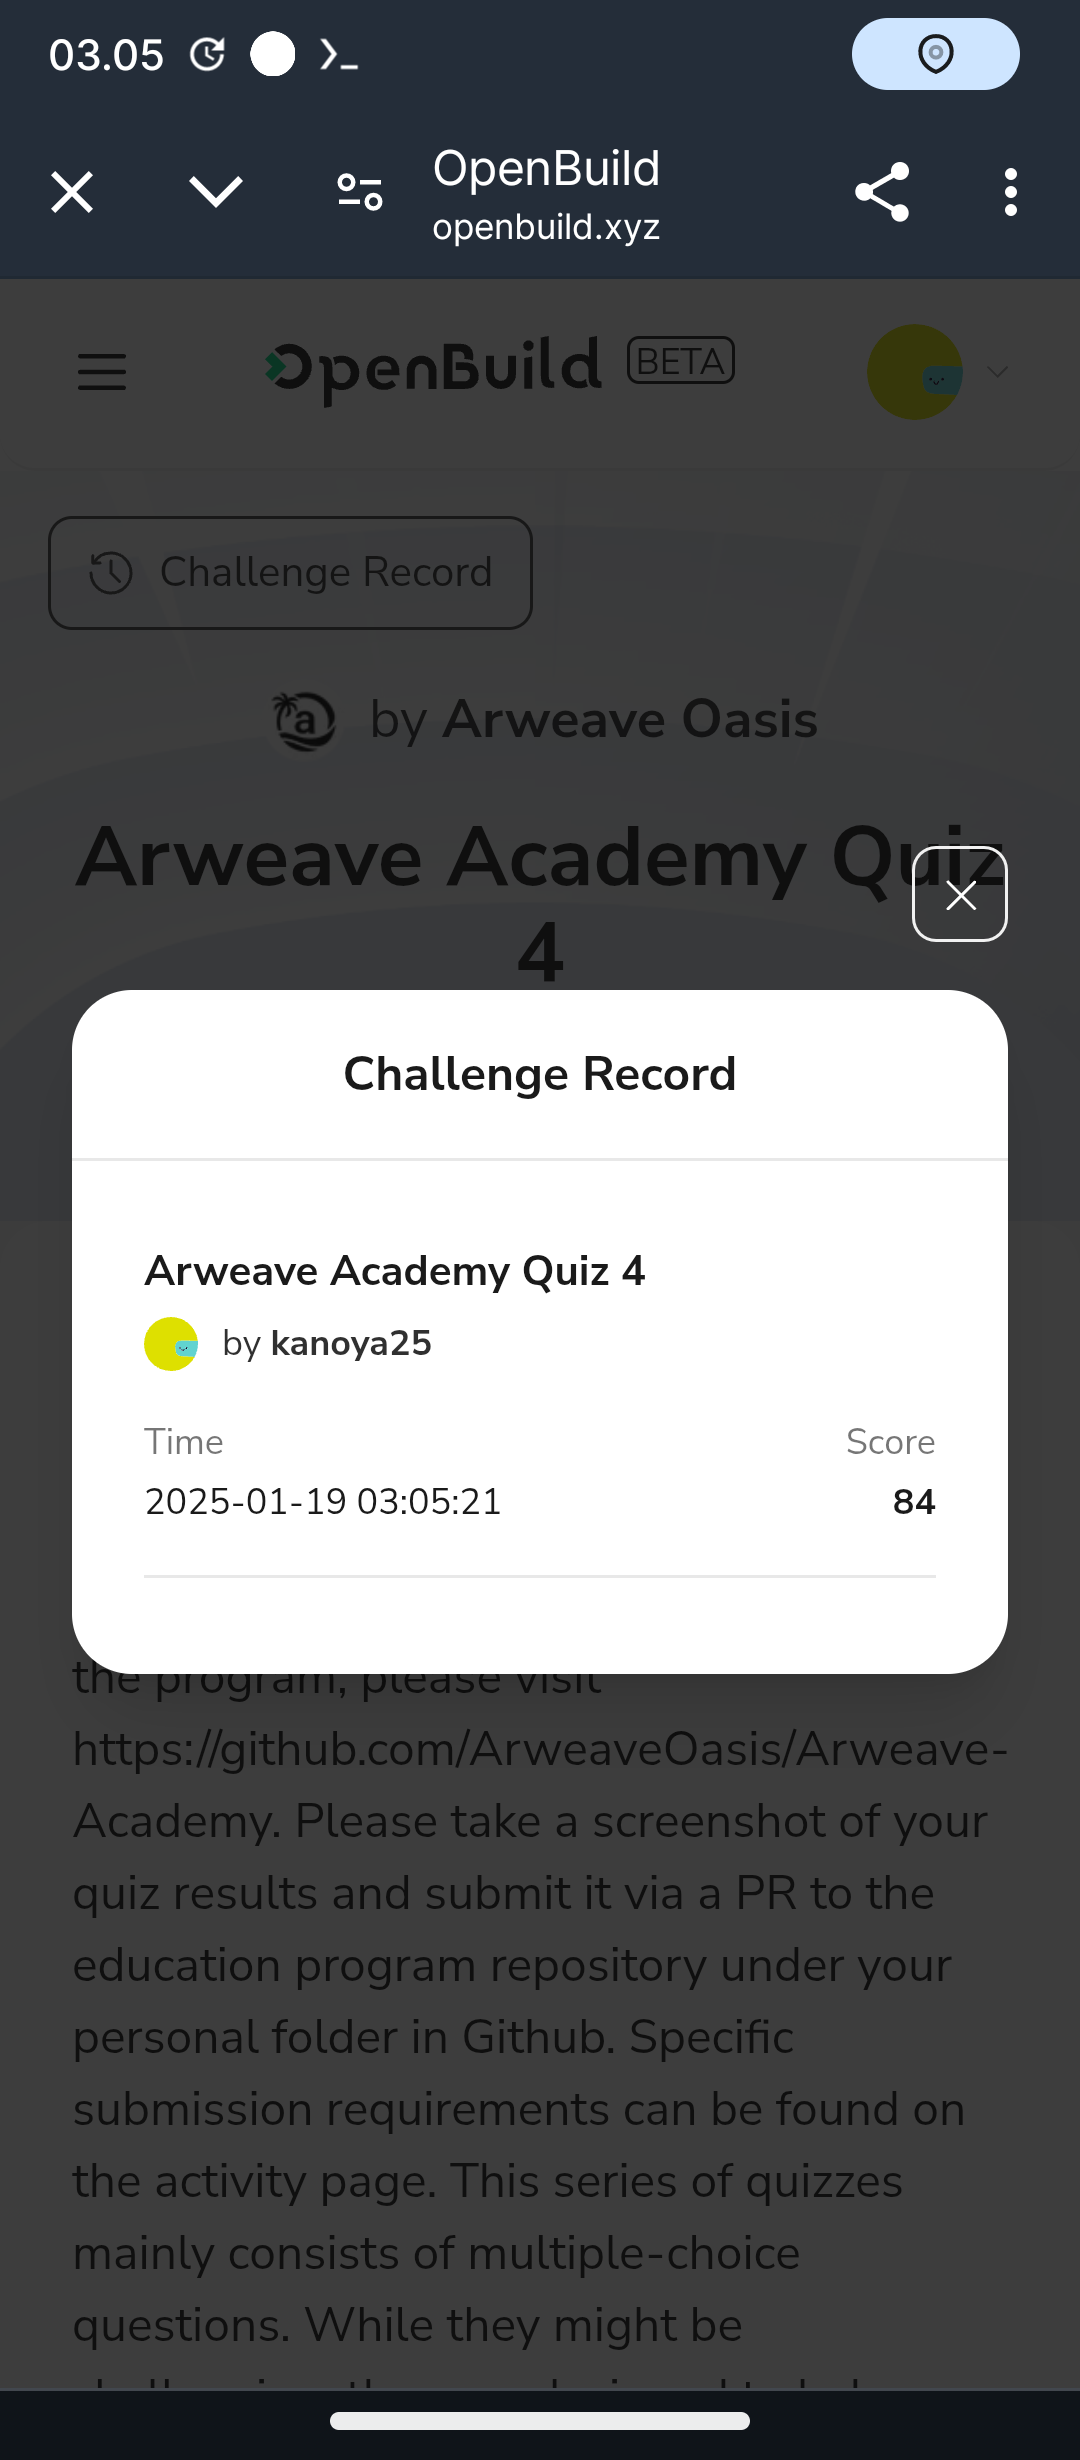 03.05
OpenBuild
openbuild.xyz
OpenBuild BETA
Challenge Record
by Arweave Oasis
Arweave Academy Quiz
4
Challenge Record
Arweave Academy Quiz 4
by kanoya25
Time Score
2025-01-19 03:05:21 84
the program, please visit
https://github.com/ArweaveOasis/Arweave-
Academy. Please take a screenshot of your
quiz results and submit it via a PR to the
education program repository under your
personal folder in Github. Specific
submission requirements can be found on
the activity page. This series of quizzes
mainly consists of multiple-choice
questions. While they might be